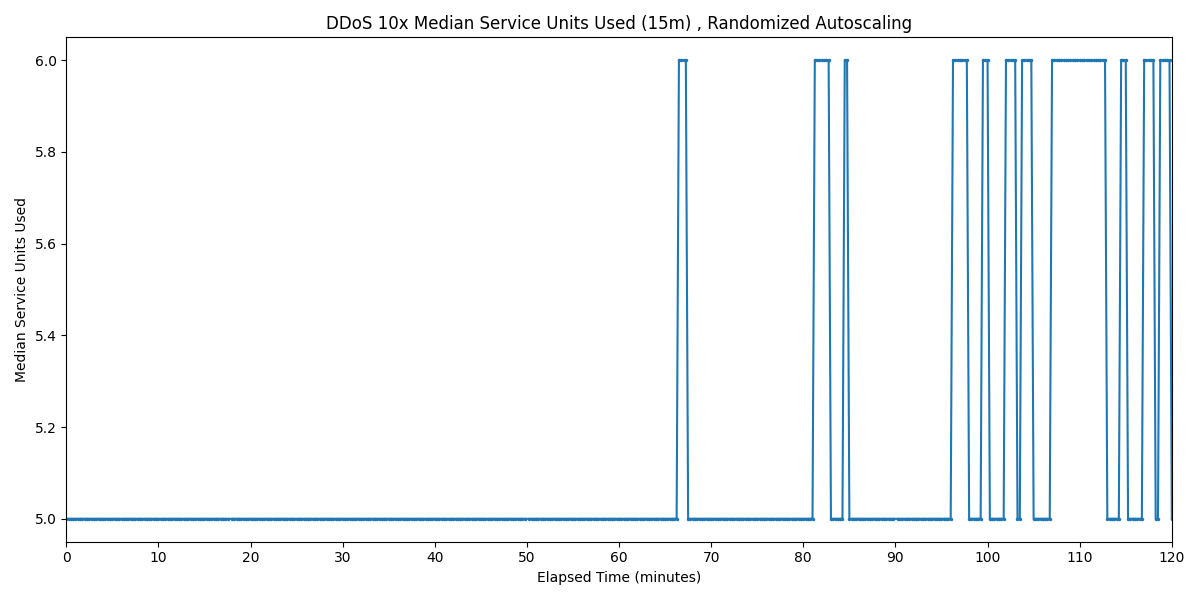 DDoS 10x Median Service Units Used (15m) , Randomized Autoscaling
Median Service Units Used
6.0
5.8
5.6
5.4
5.2
5.0
0 10 20 30 40 50 60 70 80 90 100 110 120
Elapsed Time (minutes)